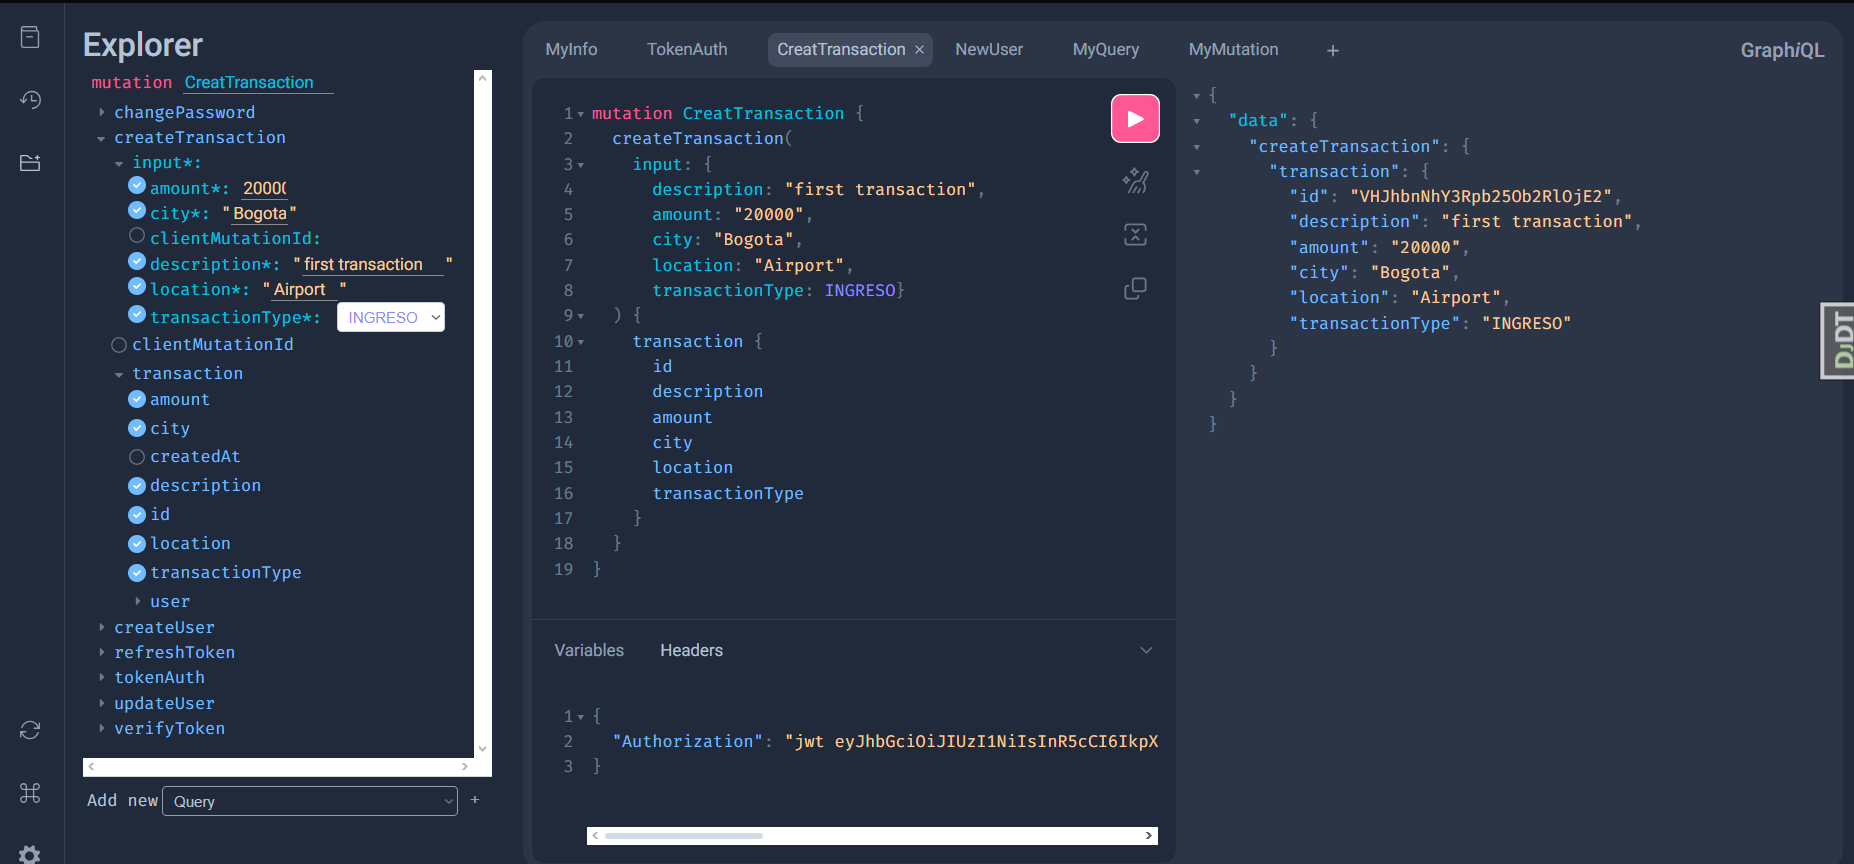 Explorer
mutation CreatTransaction
changePassword
createTransaction
input*:
amount*: 20000
city*: "Bogota"
clientMutationId:
description*: "first transaction"
location*: "Airport"
transactionType*: INGRESO
clientMutationId
transaction
amount
city
createdAt
description
id
location
transactionType
user
createUser
refreshToken
tokenAuth
updateUser
verifyToken
Add new Query +
MyInfo TokenAuth CreatTransaction × NewUser MyQuery MyMutation + GraphiQL
1 mutation CreatTransaction {
2 createTransaction(
3 input: {
4 description: "first transaction",
5 amount: "20000",
6 city: "Bogota",
7 location: "Airport",
8 transactionType: INGRESO}
9 ) {
10 transaction {
11 id
12 description
13 amount
14 city
15 location
16 transactionType
17 }
18 }
19 }
Variables Headers
1 {
2 "Authorization": "jwt eyJhbGciOiJIUzI1NiIsInR5cCI6IkpX
3 }
{
"data": {
"createTransaction": {
"transaction": {
"id": "VHJhbnNhY3Rpb25Ob2RlOjE2",
"description": "first transaction",
"amount": "20000",
"city": "Bogota",
"location": "Airport",
"transactionType": "INGRESO"
}
}
}
}
DJDT